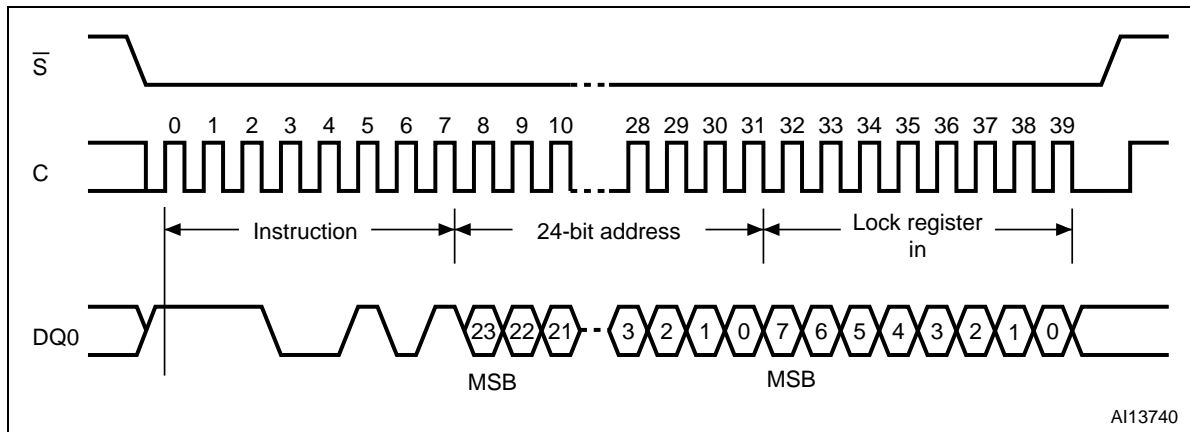 S
0 1 2 3 4 5 6 7 8 9 10 28 29 30 31 32 33 34 35 36 37 38 39
C
Instruction 24-bit address Lock register
in
DQ0 23 22 21 3 2 1 0 7 6 5 4 3 2 1 0
MSB MSB
AI13740